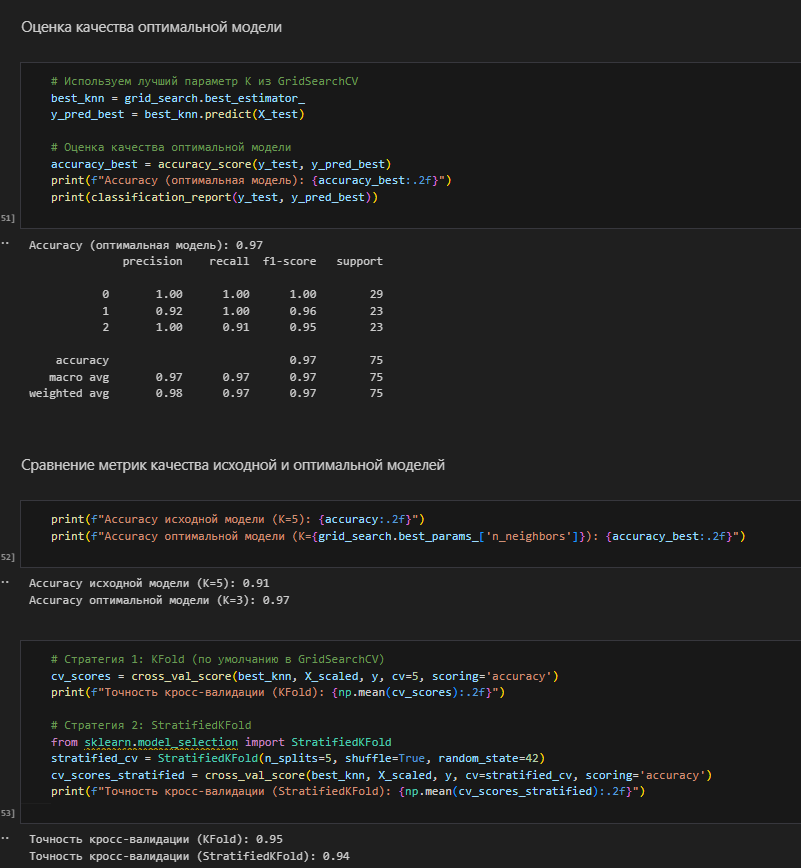 Оценка качества оптимальной модели
# Используем лучший параметр K из GridSearchCV
best_knn = grid_search.best_estimator_
y_pred_best = best_knn.predict(X_test)
# Оценка качества оптимальной модели
accuracy_best = accuracy_score(y_test, y_pred_best)
print(f"Accuracy (оптимальная модель): {accuracy_best:.2f}")
print(classification_report(y_test, y_pred_best))
51]
Accuracy (оптимальная модель): 0.97
precision recall f1-score support
0 1.00 1.00 1.00 29
1 0.92 1.00 0.96 23
2 1.00 0.91 0.95 23
accuracy 0.97 75
macro avg 0.97 0.97 0.97 75
weighted avg 0.98 0.97 0.97 75
Сравнение метрик качества исходной и оптимальной моделей
print(f"Accuracy исходной модели (K=5): {accuracy:.2f}")
print(f"Accuracy оптимальной модели (K={grid_search.best_params_['n_neighbors']}): {accuracy_best:.2f}")
52]
Accuracy исходной модели (K=5): 0.91
Accuracy оптимальной модели (K=3): 0.97
# Стратегия 1: KFold (по умолчанию в GridSearchCV)
cv_scores = cross_val_score(best_knn, X_scaled, y, cv=5, scoring='accuracy')
print(f"Точность кросс-валидации (KFold): {np.mean(cv_scores):.2f}")
# Стратегия 2: StratifiedKFold
from sklearn.model_selection import StratifiedKFold
stratified_cv = StratifiedKFold(n_splits=5, shuffle=True, random_state=42)
cv_scores_stratified = cross_val_score(best_knn, X_scaled, y, cv=stratified_cv, scoring='accuracy')
print(f"Точность кросс-валидации (StratifiedKFold): {np.mean(cv_scores_stratified):.2f}")
53]
Точность кросс-валидации (KFold): 0.95
Точность кросс-валидации (StratifiedKFold): 0.94